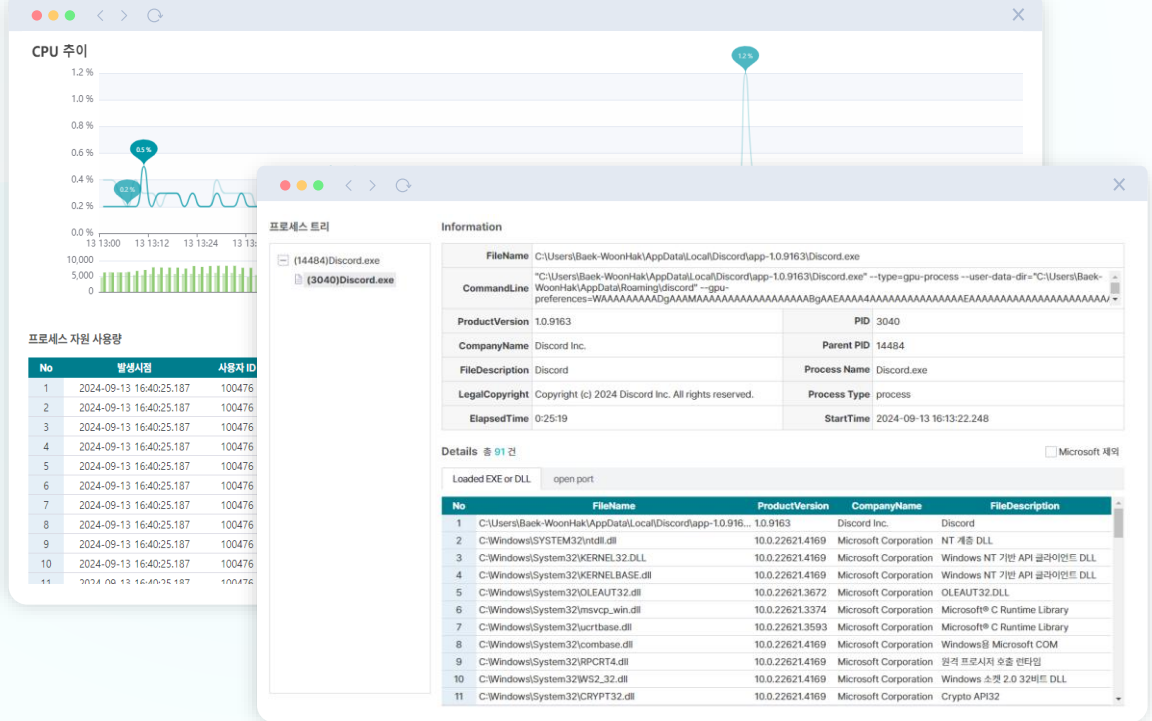 CPU 추이
1.2 %
1.2 %
1.0 %
0.8 %
0.6 %
0.5 %
0.4 %
0.2 %
0.2 %
0.0 %
13 13:00 13 13:12 13 13:24 13 13:
10,000
5,000
0
프로세스 자원 사용량
No 발생시점 사용자 ID
1 2024-09-13 16:40:25.187 100476
2 2024-09-13 16:40:25.187 100476
3 2024-09-13 16:40:25.187 100476
4 2024-09-13 16:40:25.187 100476
5 2024-09-13 16:40:25.187 100476
6 2024-09-13 16:40:25.187 100476
7 2024-09-13 16:40:25.187 100476
8 2024-09-13 16:40:25.187 100476
9 2024-09-13 16:40:25.187 100476
10 2024-09-13 16:40:25.187 100476
11 2024-09-13 16:40:25.187 100476
프로세스 트리
(14484)Discord.exe
(3040)Discord.exe
Information
FileName C:\Users\Baek-WoonHak\AppData\Local\Discord\app-1.0.9163\Discord.exe
CommandLine "C:\Users\Baek-WoonHak\AppData\Local\Discord\app-1.0.9163\Discord.exe" --type=gpu-process --user-data-dir="C:\Users\Baek-
WoonHak\AppData\Roaming\discord" --gpu-
ProductVersion 1.0.9163 PID 3040
CompanyName Discord Inc. Parent PID 14484
FileDescription Discord Process Name Discord.exe
LegalCopyright Copyright (c) 2024 Discord Inc. All rights reserved. Process Type process
ElapsedTime 0:25:19 StartTime 2024-09-13 16:13:22.248
Details 총 91 건 Microsoft 제외
Loaded EXE or DLL open port
No FileName ProductVersion CompanyName FileDescription
1 C:\Users\Baek-WoonHak\AppData\Local\Discord\app-1.0.916... 1.0.9163 Discord Inc. Discord
2 C:\Windows\SYSTEM32\ntdll.dll 10.0.22621.4169 Microsoft Corporation NT 계층 DLL
3 C:\Windows\System32\KERNEL32.DLL 10.0.22621.4169 Microsoft Corporation Windows NT 기반 API 클라이언트 DLL
4 C:\Windows\System32\KERNELBASE.dll 10.0.22621.4169 Microsoft Corporation Windows NT 기반 API 클라이언트 DLL
5 C:\Windows\System32\OLEAUT32.dll 10.0.22621.3672 Microsoft Corporation OLEAUT32.DLL
6 C:\Windows\System32\msvcp_win.dll 10.0.22621.3374 Microsoft Corporation Microsoft® C Runtime Library
7 C:\Windows\System32\ucrtbase.dll 10.0.22621.3593 Microsoft Corporation Microsoft® C Runtime Library
8 C:\Windows\System32\combase.dll 10.0.22621.4169 Microsoft Corporation Windows용 Microsoft COM
9 C:\Windows\System32\RPCRT4.dll 10.0.22621.4169 Microsoft Corporation 원격 프로시저 호출 런타임
10 C:\Windows\System32\WS2_32.dll 10.0.22621.4169 Microsoft Corporation Windows 소켓 2.0 32비트 DLL
11 C:\Windows\System32\CRYPT32.dll 10.0.22621.4169 Microsoft Corporation Crypto API32